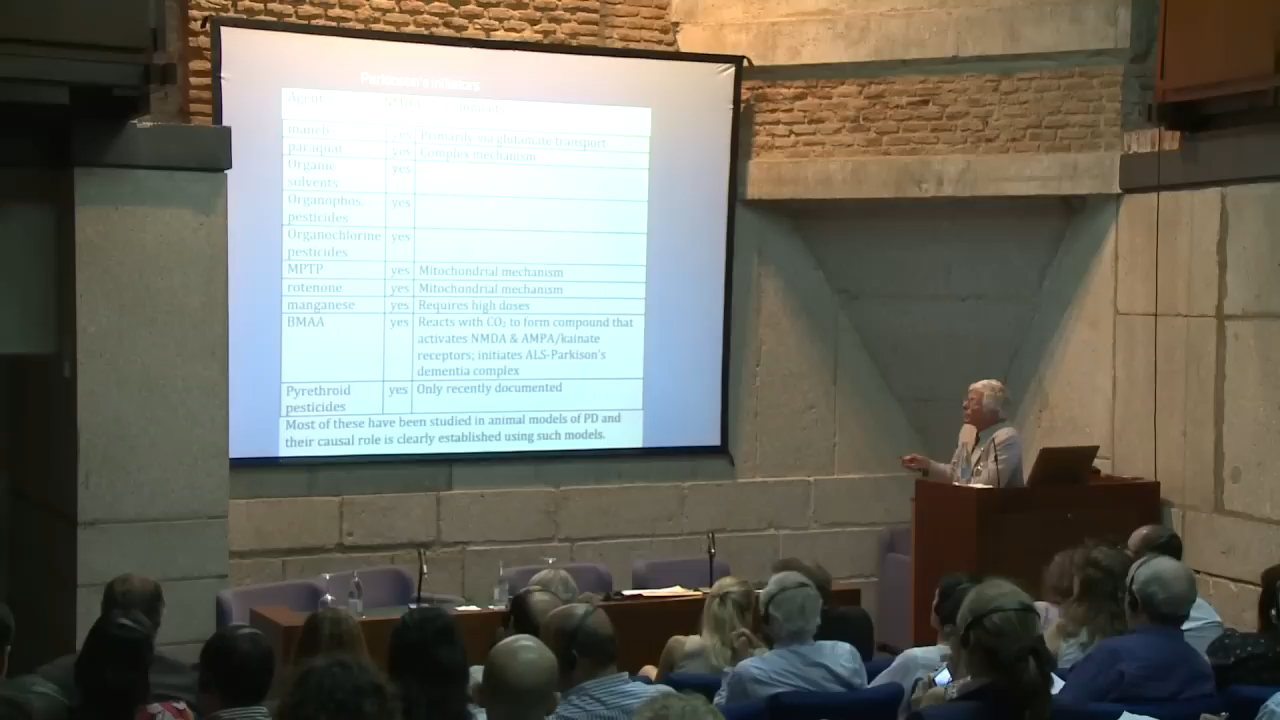 Parkinson's initiators
Agent
maneb yes Primarily via glutamate transport
paraquat yes Complex mechanism
Organic yes
solvents
Organophos. yes
pesticides
Organochlorine yes
pesticides
MPTP yes Mitochondrial mechanism
rotenone yes Mitochondrial mechanism
manganese yes Requires high doses
BMAA yes Reacts with CO₂ to form compound that
activates NMDA & AMPA/kainate
receptors; initiates ALS-Parkison's
dementia complex
Pyrethroid yes Only recently documented
pesticides
Most of these have been studied in animal models of PD and
their causal role is clearly established using such models.